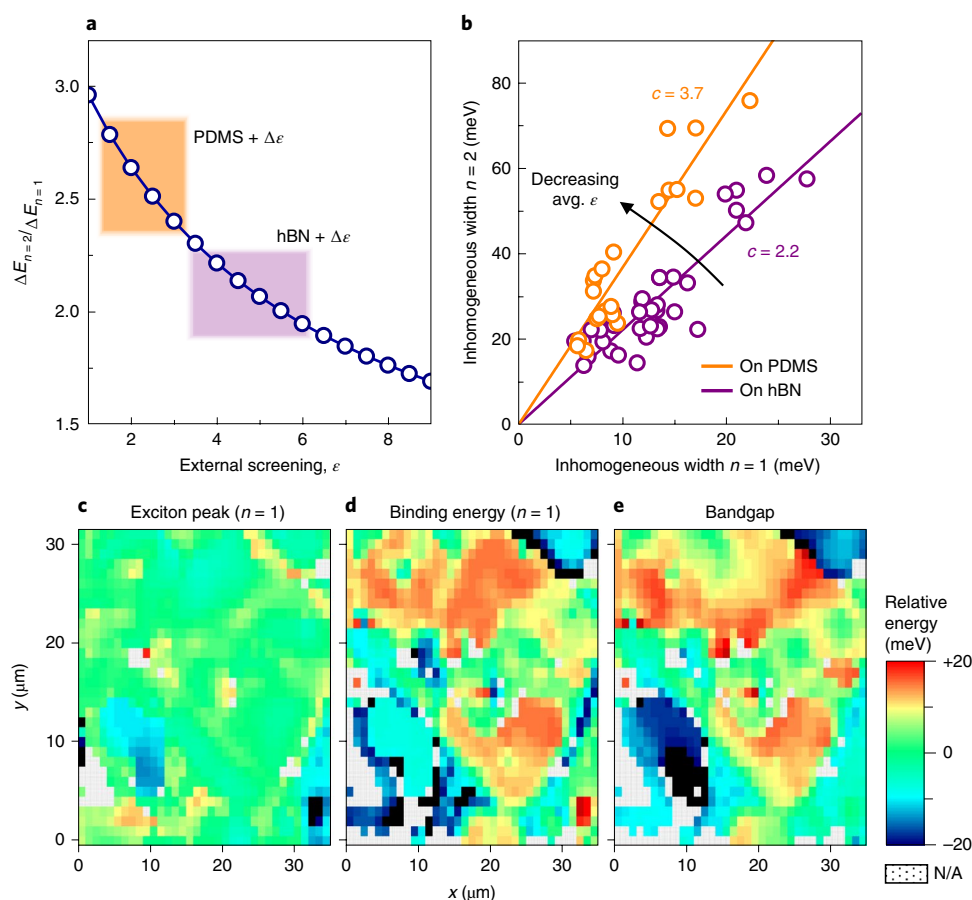 a
3.0
2.5
2.0
1.5
ΔE_{n=2}/ΔE_{n=1}
PDMS + Δε
hBN + Δε
2
4
6
8
External screening, ε
b
80
60
40
20
0
Inhomogeneous width n = 2 (meV)
c = 3.7
Decreasing
avg. ε
c = 2.2
On PDMS
On hBN
0
10
20
30
Inhomogeneous width n = 1 (meV)
c
Exciton peak (n = 1)
30
20
10
0
y (μm)
0
10
20
30
d
Binding energy (n = 1)
0
10
20
30
x (μm)
e
Bandgap
0
10
20
30
Relative
energy
(meV)
+20
0
−20
N/A